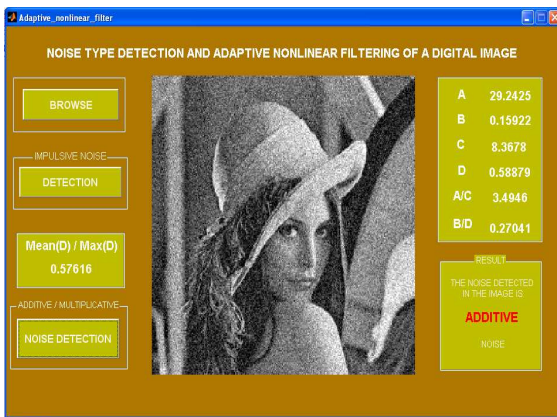 Adaptive_nonlinear_filter
NOISE TYPE DETECTION AND ADAPTIVE NONLINEAR FILTERING OF A DIGITAL IMAGE
BROWSE
IMPULSIVE NOISE
DETECTION
Mean(D) / Max(D)
0.57616
ADDITIVE / MULTIPLICATIVE
NOISE DETECTION
A 29.2425
B 0.15922
C 8.3678
D 0.58879
A/C 3.4946
B/D 0.27041
RESULT
THE NOISE DETECTED
IN THE IMAGE IS
ADDITIVE
NOISE